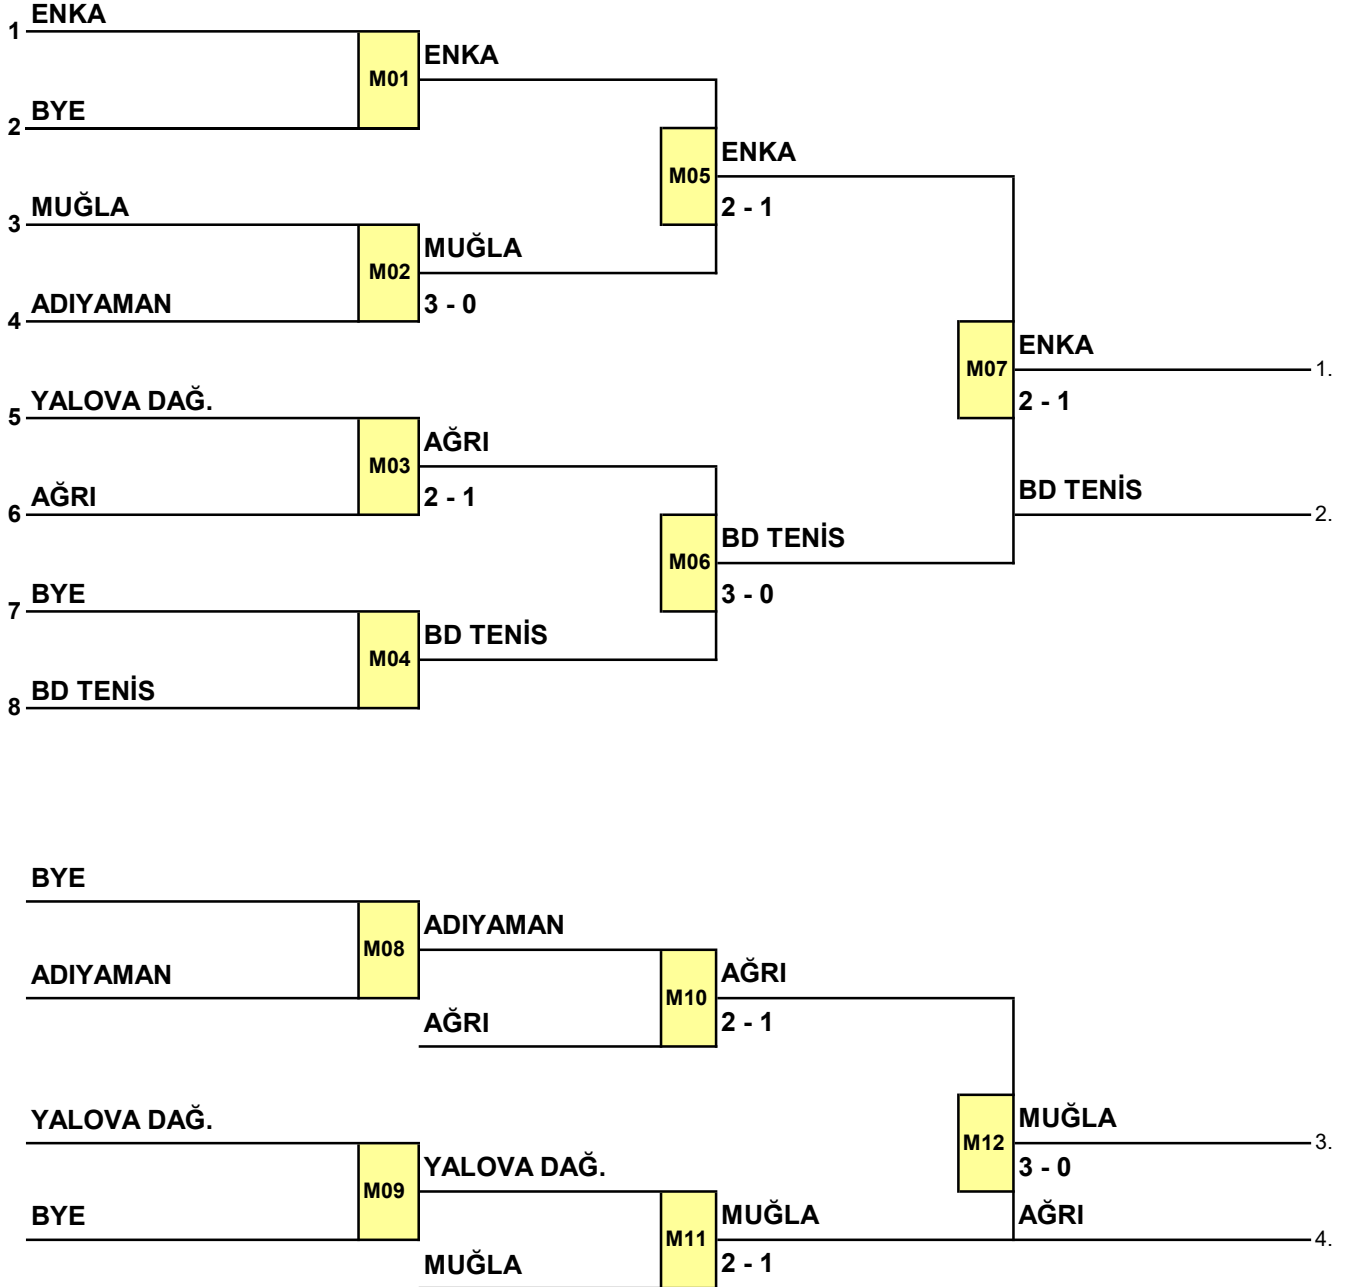 ENKA
1
M01
ENKA
BYE
2
M05
ENKA
2 - 1
MUĞLA
3
M02
MUĞLA
3 - 0
ADIYAMAN
4
M07
ENKA
1.
2 - 1
YALOVA DAĞ.
5
M03
AĞRI
2 - 1
AĞRI
6
BD TENİS
2.
M06
BD TENİS
3 - 0
BYE
7
M04
BD TENİS
BD TENİS
8
BYE
M08
ADIYAMAN
ADIYAMAN
M10
AĞRI
2 - 1
AĞRI
YALOVA DAĞ.
M12
MUĞLA
3.
3 - 0
M09
YALOVA DAĞ.
BYE
M11
MUĞLA
AĞRI
4.
MUĞLA
2 - 1